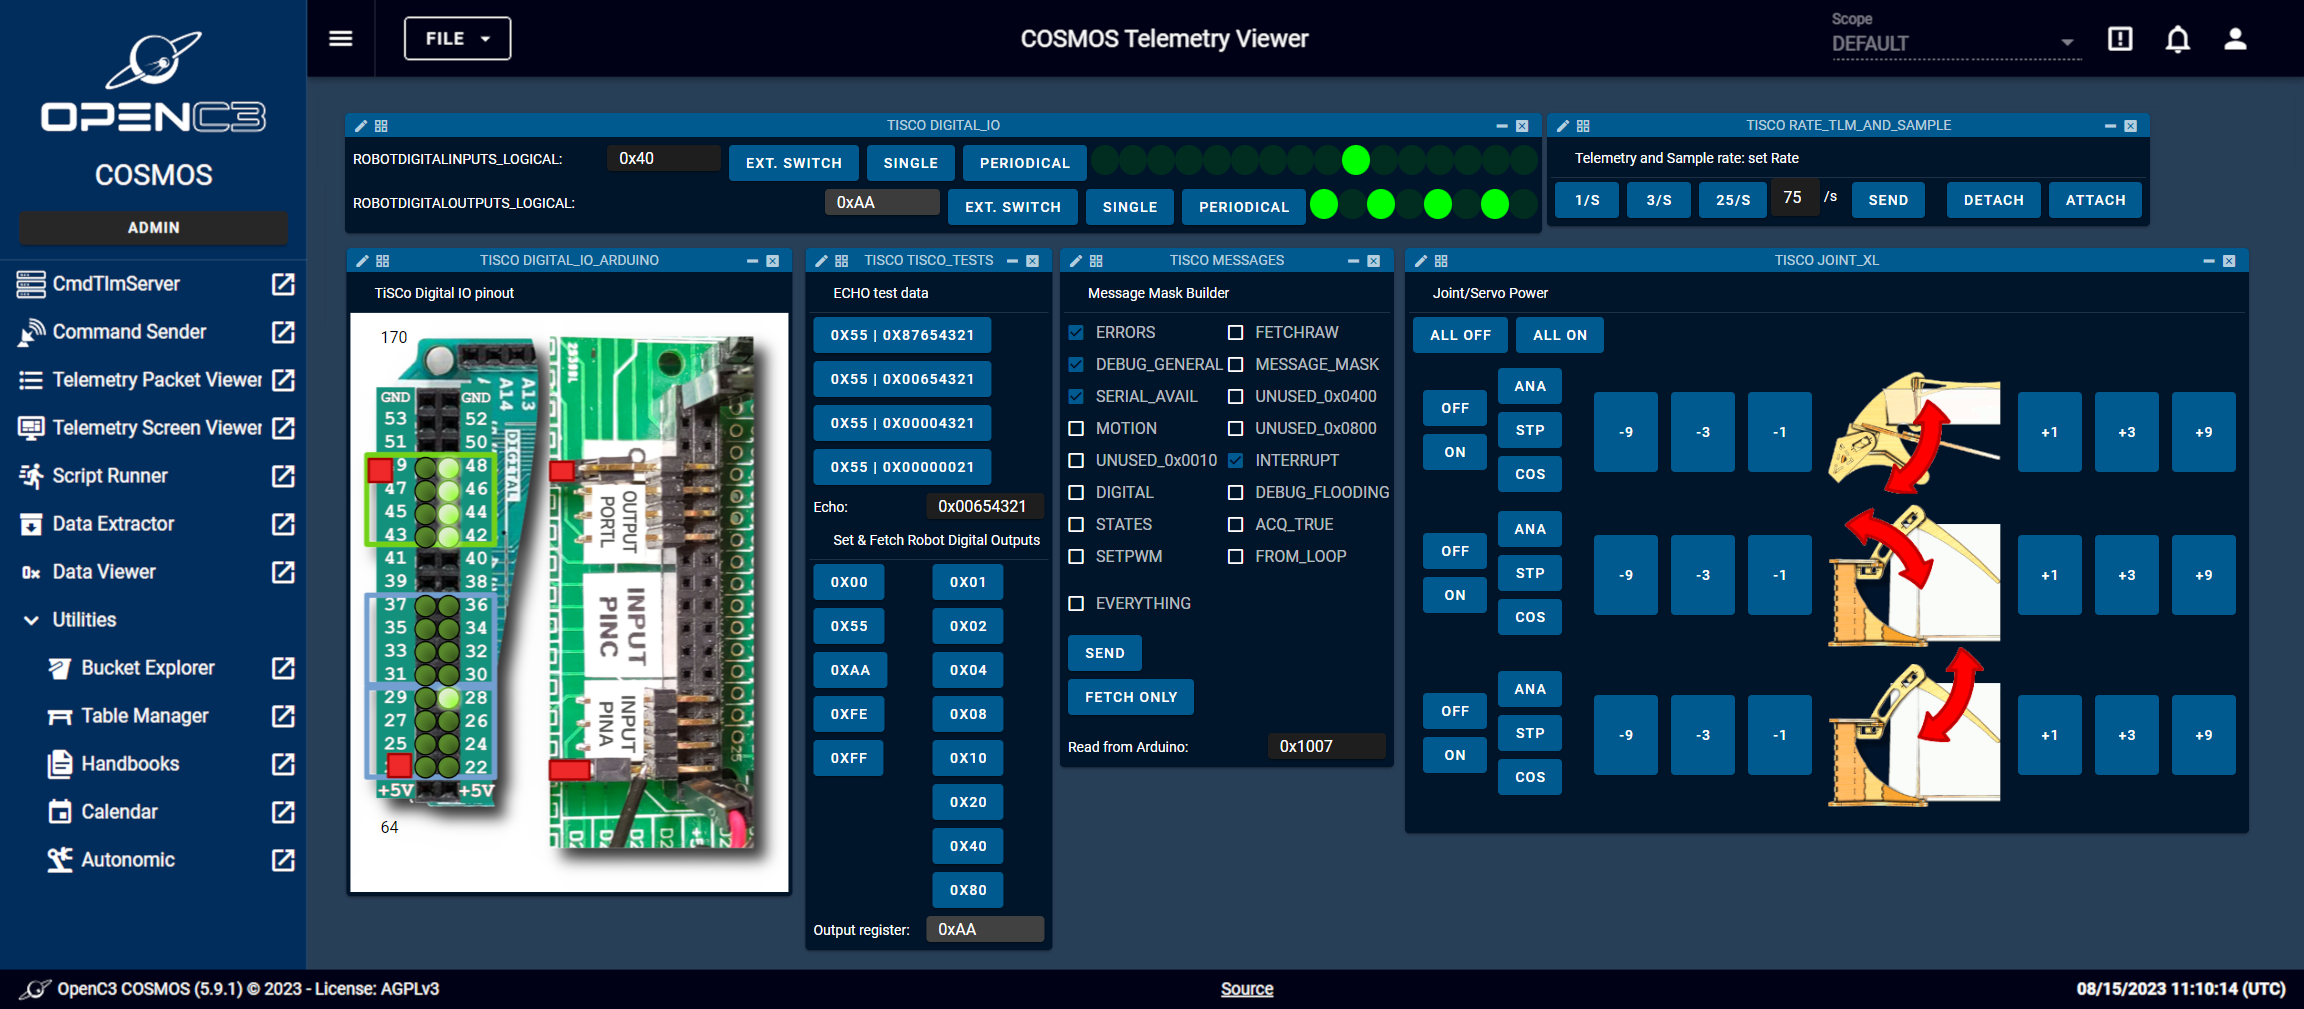 OPENC3
COSMOS
ADMIN
CmdTlmServer
Command Sender
Telemetry Packet Viewer
Telemetry Screen Viewer
Script Runner
Data Extractor
0x Data Viewer
Utilities
Bucket Explorer
Table Manager
Handbooks
Calendar
Autonomic
FILE
COSMOS Telemetry Viewer
Scope
DEFAULT
TISCO DIGITAL_IO
ROBOTDIGITALINPUTS_LOGICAL: 0x40 EXT. SWITCH SINGLE PERIODICAL
ROBOTDIGITALOUTPUTS_LOGICAL: 0xAA EXT. SWITCH SINGLE PERIODICAL
TISCO RATE_TLM_AND_SAMPLE
Telemetry and Sample rate: set Rate
1/S 3/S 25/S 75 /s SEND DETACH ATTACH
TISCO DIGITAL_IO_ARDUINO
TiSCo Digital IO pinout
170
A14 A13
DIGITAL
GND GND
53 52
51 50
9 48
47 46
45 44
43 42
41 40
39 38
37 36
35 34
33 32
31 30
29 28
27 26
25 24
22
+5V +5V
64
OUTPUT
PORTL
INPUT
PINC
INPUT
PINA
TISCO TISCO_TESTS
ECHO test data
0X55 | 0X87654321
0X55 | 0X00654321
0X55 | 0X00004321
0X55 | 0X00000021
Echo: 0x00654321
Set & Fetch Robot Digital Outputs
0X00 0X01
0X55 0X02
0XAA 0X04
0XFE 0X08
0XFF 0X10
0X20
0X40
0X80
Output register: 0xAA
TISCO MESSAGES
Message Mask Builder
ERRORS FETCHRAW
DEBUG_GENERAL MESSAGE_MASK
SERIAL_AVAIL UNUSED_0x0400
MOTION UNUSED_0x0800
UNUSED_0x0010 INTERRUPT
DIGITAL DEBUG_FLOODING
STATES ACQ_TRUE
SETPWM FROM_LOOP
EVERYTHING
SEND
FETCH ONLY
Read from Arduino: 0x1007
TISCO JOINT_XL
Joint/Servo Power
ALL OFF ALL ON
OFF ON ANA STP COS -9 -3 -1 +1 +3 +9
OFF ON ANA STP COS -9 -3 -1 +1 +3 +9
OFF ON ANA STP COS -9 -3 -1 +1 +3 +9
OpenC3 COSMOS (5.9.1) © 2023 - License: AGPLv3
Source
08/15/2023 11:10:14 (UTC)